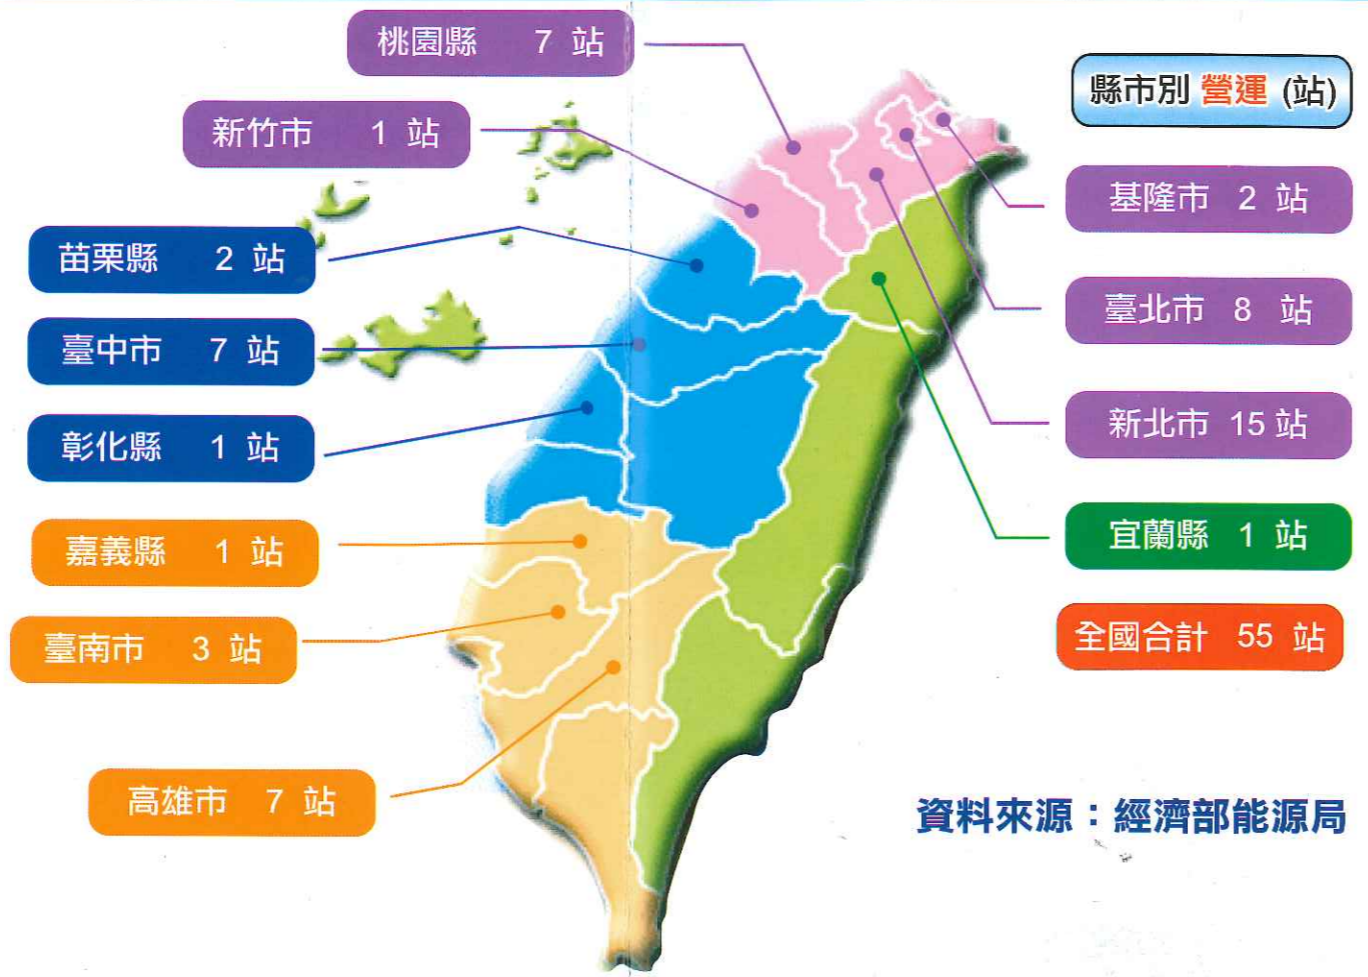 桃園縣 7 站
新竹市 1 站
苗栗縣 2 站
臺中市 7 站
彰化縣 1 站
嘉義縣 1 站
臺南市 3 站
高雄市 7 站
縣市別 營運 (站)
基隆市 2 站
臺北市 8 站
新北市 15 站
宜蘭縣 1 站
全國合計 55 站
資料來源：經濟部能源局